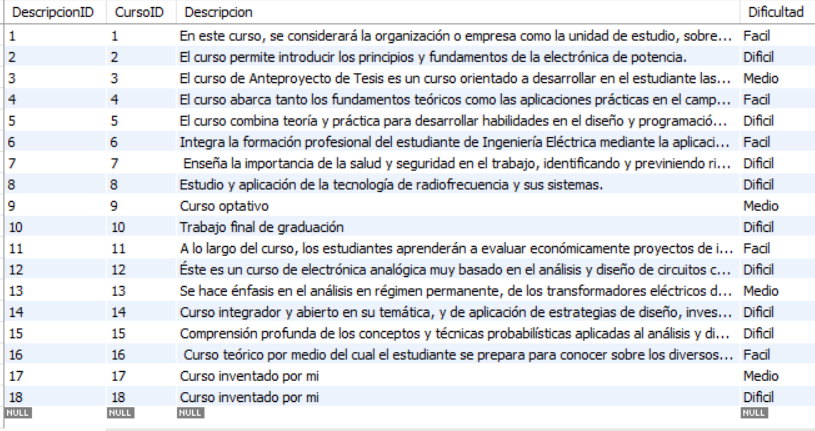 DescripcionID CursoID Descripcion Dificultad
1 1 En este curso, se considerará la organización o empresa como la unidad de estudio, sobre... Facil
2 2 El curso permite introducir los principios y fundamentos de la electrónica de potencia. Dificil
3 3 El curso de Anteproyecto de Tesis es un curso orientado a desarrollar en el estudiante las... Medio
4 4 El curso abarca tanto los fundamentos teóricos como las aplicaciones prácticas en el camp... Facil
5 5 El curso combina teoría y práctica para desarrollar habilidades en el diseño y programació... Dificil
6 6 Integra la formación profesional del estudiante de Ingeniería Eléctrica mediante la aplicaci... Facil
7 7 Enseña la importancia de la salud y seguridad en el trabajo, identificando y previniendo ri... Dificil
8 8 Estudio y aplicación de la tecnología de radiofrecuencia y sus sistemas. Dificil
9 9 Curso optativo Medio
10 10 Trabajo final de graduación Dificil
11 11 A lo largo del curso, los estudiantes aprenderán a evaluar económicamente proyectos de i... Facil
12 12 Éste es un curso de electrónica analógica muy basado en el análisis y diseño de circuitos c... Dificil
13 13 Se hace énfasis en el análisis en régimen permanente, de los transformadores eléctricos d... Medio
14 14 Curso integrador y abierto en su temática, y de aplicación de estrategias de diseño, inves... Dificil
15 15 Comprensión profunda de los conceptos y técnicas probabilísticas aplicadas al análisis y di... Dificil
16 16 Curso teórico por medio del cual el estudiante se prepara para conocer sobre los diversos... Facil
17 17 Curso inventado por mi Medio
18 18 Curso inventado por mi Dificil
NULL NULL NULL NULL